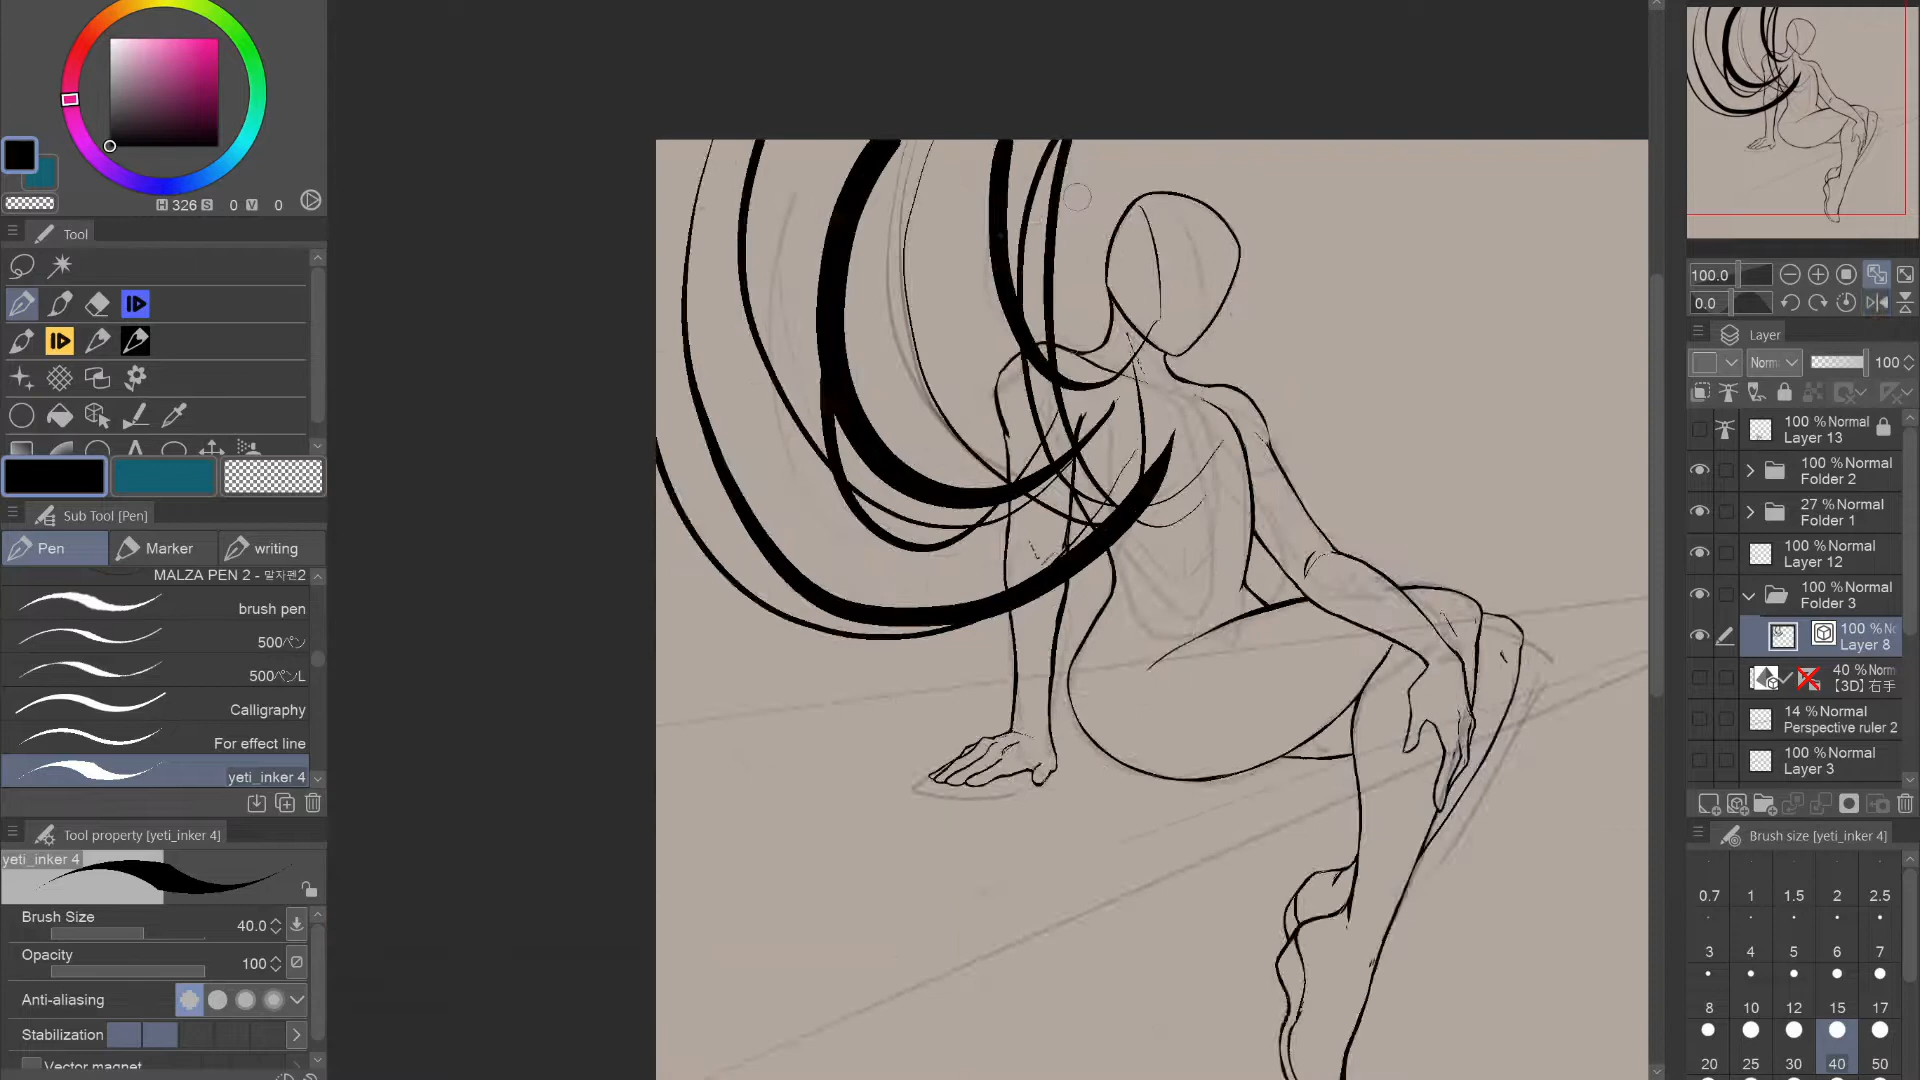 H 326 S 0 V 0
Tool
Sub Tool [Pen]
Pen
Marker
writing
MALZA PEN 2 - 말자펜2
brush pen
500ペン
500ペンL
Calligraphy
For effect line
yeti_inker 4
Tool property [yeti_inker 4]
yeti_inker 4
Brush Size 40.0
Opacity 100
Anti-aliasing
Stabilization
Vector magnet
100.0
0.0
Layer
Norm 100
100 %Normal
Layer 13
100 %Normal
Folder 2
27 %Normal
Folder 1
100 %Normal
Layer 12
100 %Normal
Folder 3
100 %N
Layer 8
40 %Norm
【3D】右手
14 %Normal
Perspective ruler 2
100 %Normal
Layer 3
Brush size [yeti_inker 4]
0.7 1 1.5 2 2.5
3 4 5 6 7
8 10 12 15 17
20 25 30 40 50